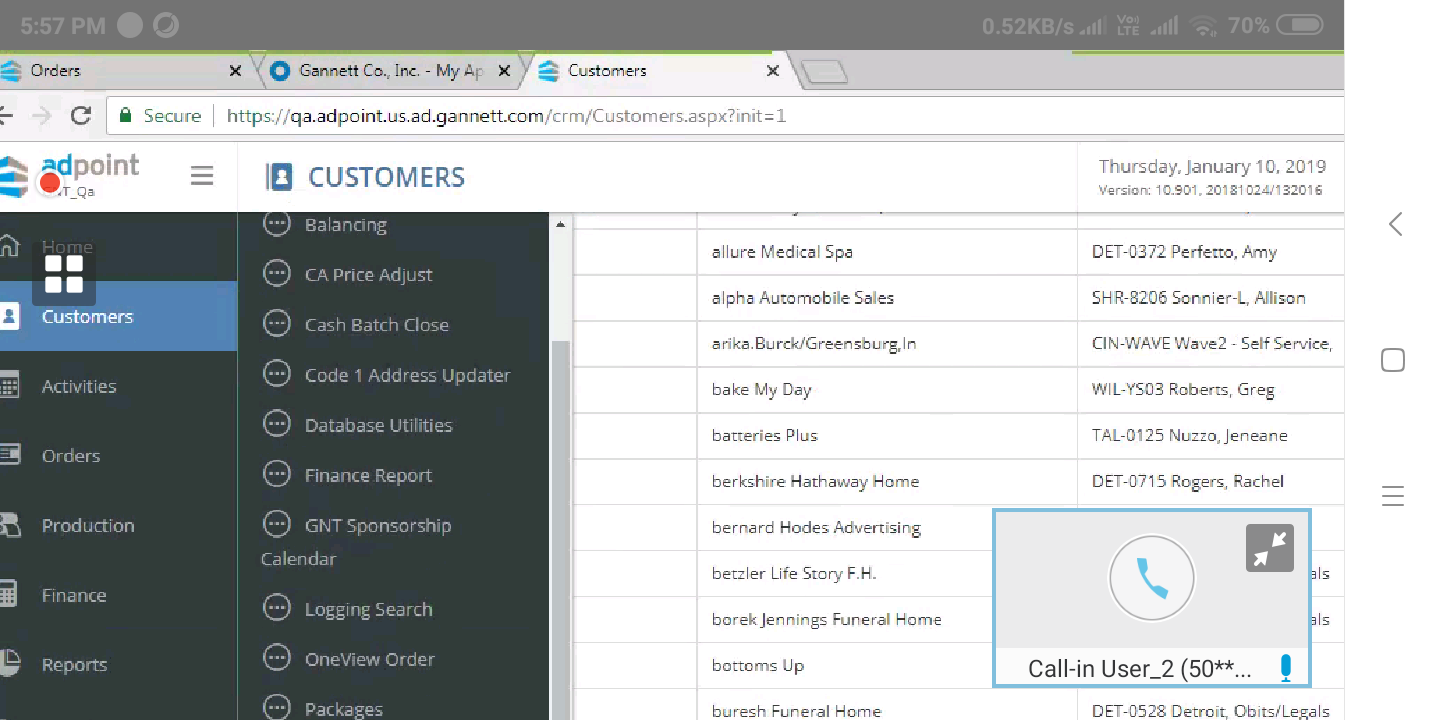 5:57 PM
0.52KB/s Vo) LTE 70%
Orders
Gannett Co., Inc. - My Ap
Customers
Secure
https://qa.adpoint.us.ad.gannett.com/crm/Customers.aspx?init=1
adpoint
T_Qa
CUSTOMERS
Thursday, January 10, 2019
Version: 10.901, 20181024/132016
Home
Customers
Activities
Orders
Production
Finance
Reports
Balancing
CA Price Adjust
Cash Batch Close
Code 1 Address Updater
Database Utilities
Finance Report
GNT Sponsorship
Calendar
Logging Search
OneView Order
Packages
allure Medical Spa DET-0372 Perfetto, Amy
alpha Automobile Sales SHR-8206 Sonnier-L, Allison
arika.Burck/Greensburg,In CIN-WAVE Wave2 - Self Service,
bake My Day WIL-YS03 Roberts, Greg
batteries Plus TAL-0125 Nuzzo, Jeneane
berkshire Hathaway Home DET-0715 Rogers, Rachel
bernard Hodes Advertising
betzler Life Story F.H. als
borek Jennings Funeral Home als
bottoms Up
buresh Funeral Home DET-0528 Detroit, Obits/Legals
Call-in User_2 (50**...